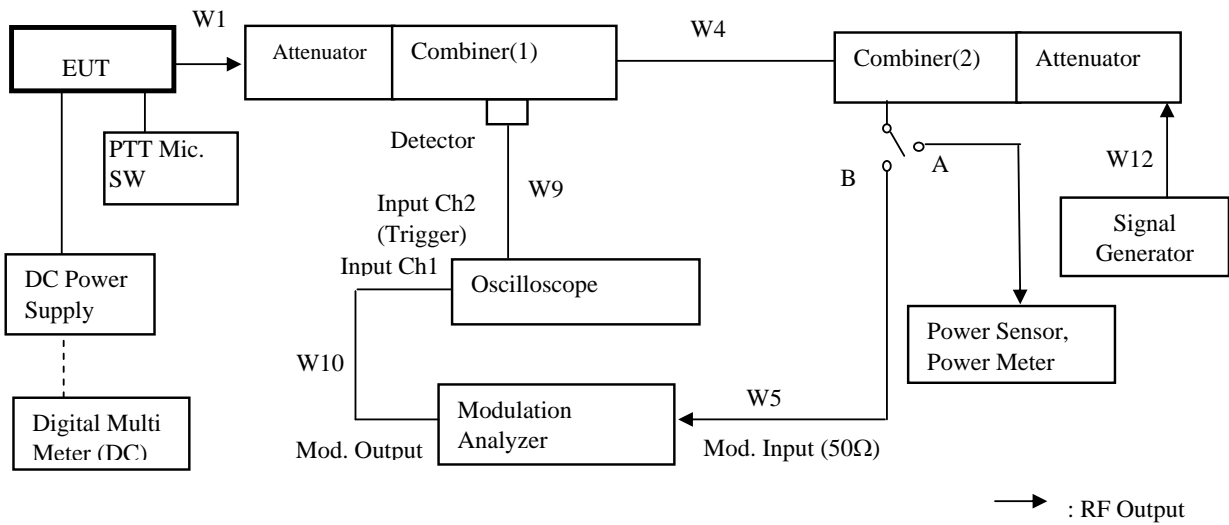 W1
EUT
Attenuator
Combiner(1)
W4
Combiner(2)
Attenuator
PTT Mic.
SW
Detector
W9
A
B
W12
Input Ch2
(Trigger)
Input Ch1
Signal
Generator
DC Power
Supply
Oscilloscope
Power Sensor,
Power Meter
W10
W5
Digital Multi
Meter (DC)
Modulation
Analyzer
Mod. Output
Mod. Input (50Ω)
: RF Output